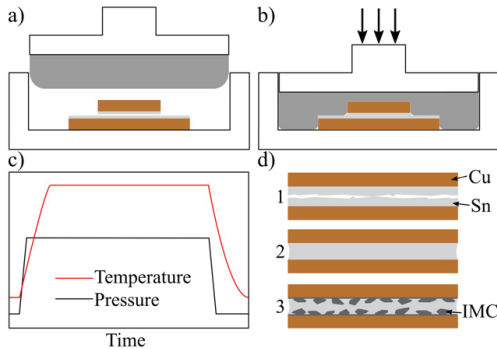 a)
b)
c)
Temperature
Pressure
Time
d)
Cu
1
Sn
2
3
IMC